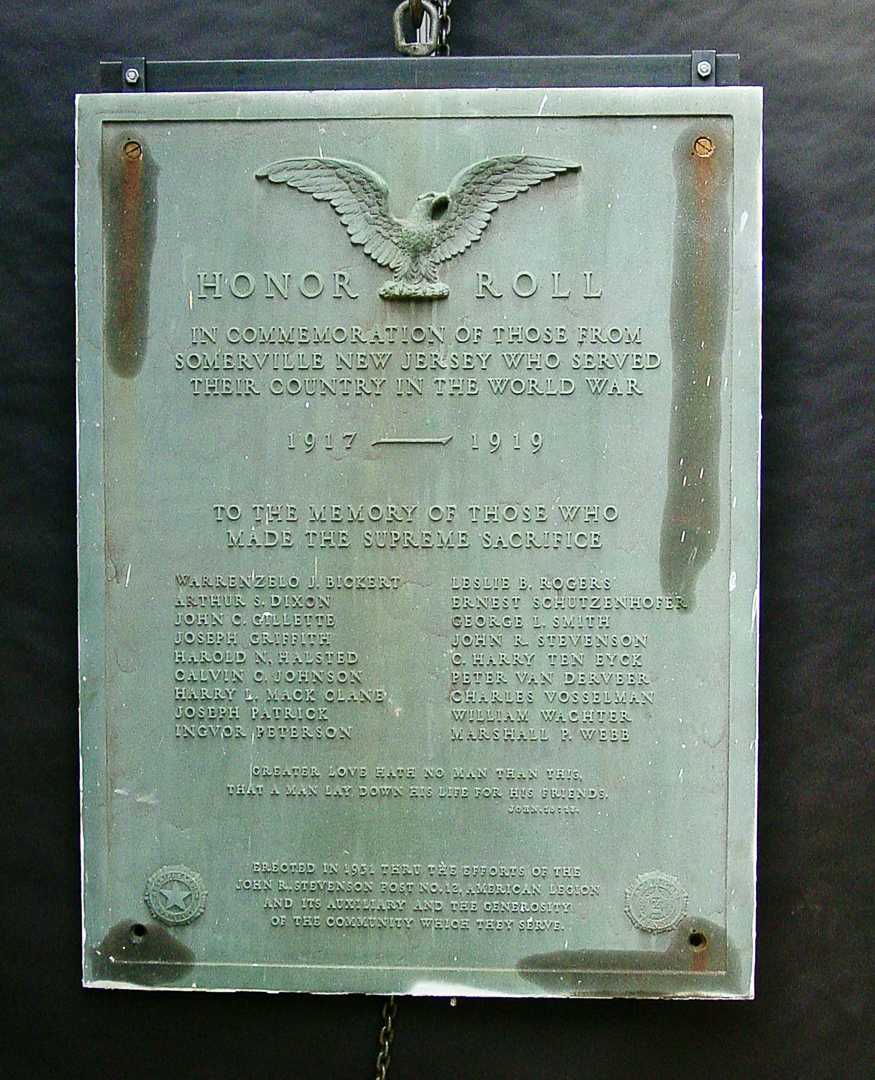 HONOR ROLL
IN COMMEMORATION OF THOSE FROM
SOMERVILLE NEW JERSEY WHO SERVED
THEIR COUNTRY IN THE WORLD WAR
1917 — 1919
TO THE MEMORY OF THOSE WHO
MADE THE SUPREME SACRIFICE
WARRENZELO J. BICKERT
ARTHUR S. DIXON
JOHN C. GILLETTE
JOSEPH GRIFFITH
HAROLD N. HALSTED
CALVIN C. JOHNSON
HARRY L. MACK CLANE
JOSEPH PATRICK
INGVOR PETERSON
LESLIE B. ROGERS
ERNEST SCHUTZENHOFER
GEORGE L. SMITH
JOHN R. STEVENSON
C. HARRY TEN EYCK
PETER VAN DERVEER
CHARLES VOSSELMAN
WILLIAM WACHTER
MARSHALL P. WEBB
GREATER LOVE HATH NO MAN THAN THIS,
THAT A MAN LAY DOWN HIS LIFE FOR HIS FRIENDS.
JOHN.
ERECTED IN 1931 THRU THE EFFORTS OF THE
JOHN R. STEVENSON POST NO. 12, AMERICAN LEGION
AND ITS AUXILIARY AND THE GENEROSITY
OF THE COMMUNITY WHICH THEY SERVE.